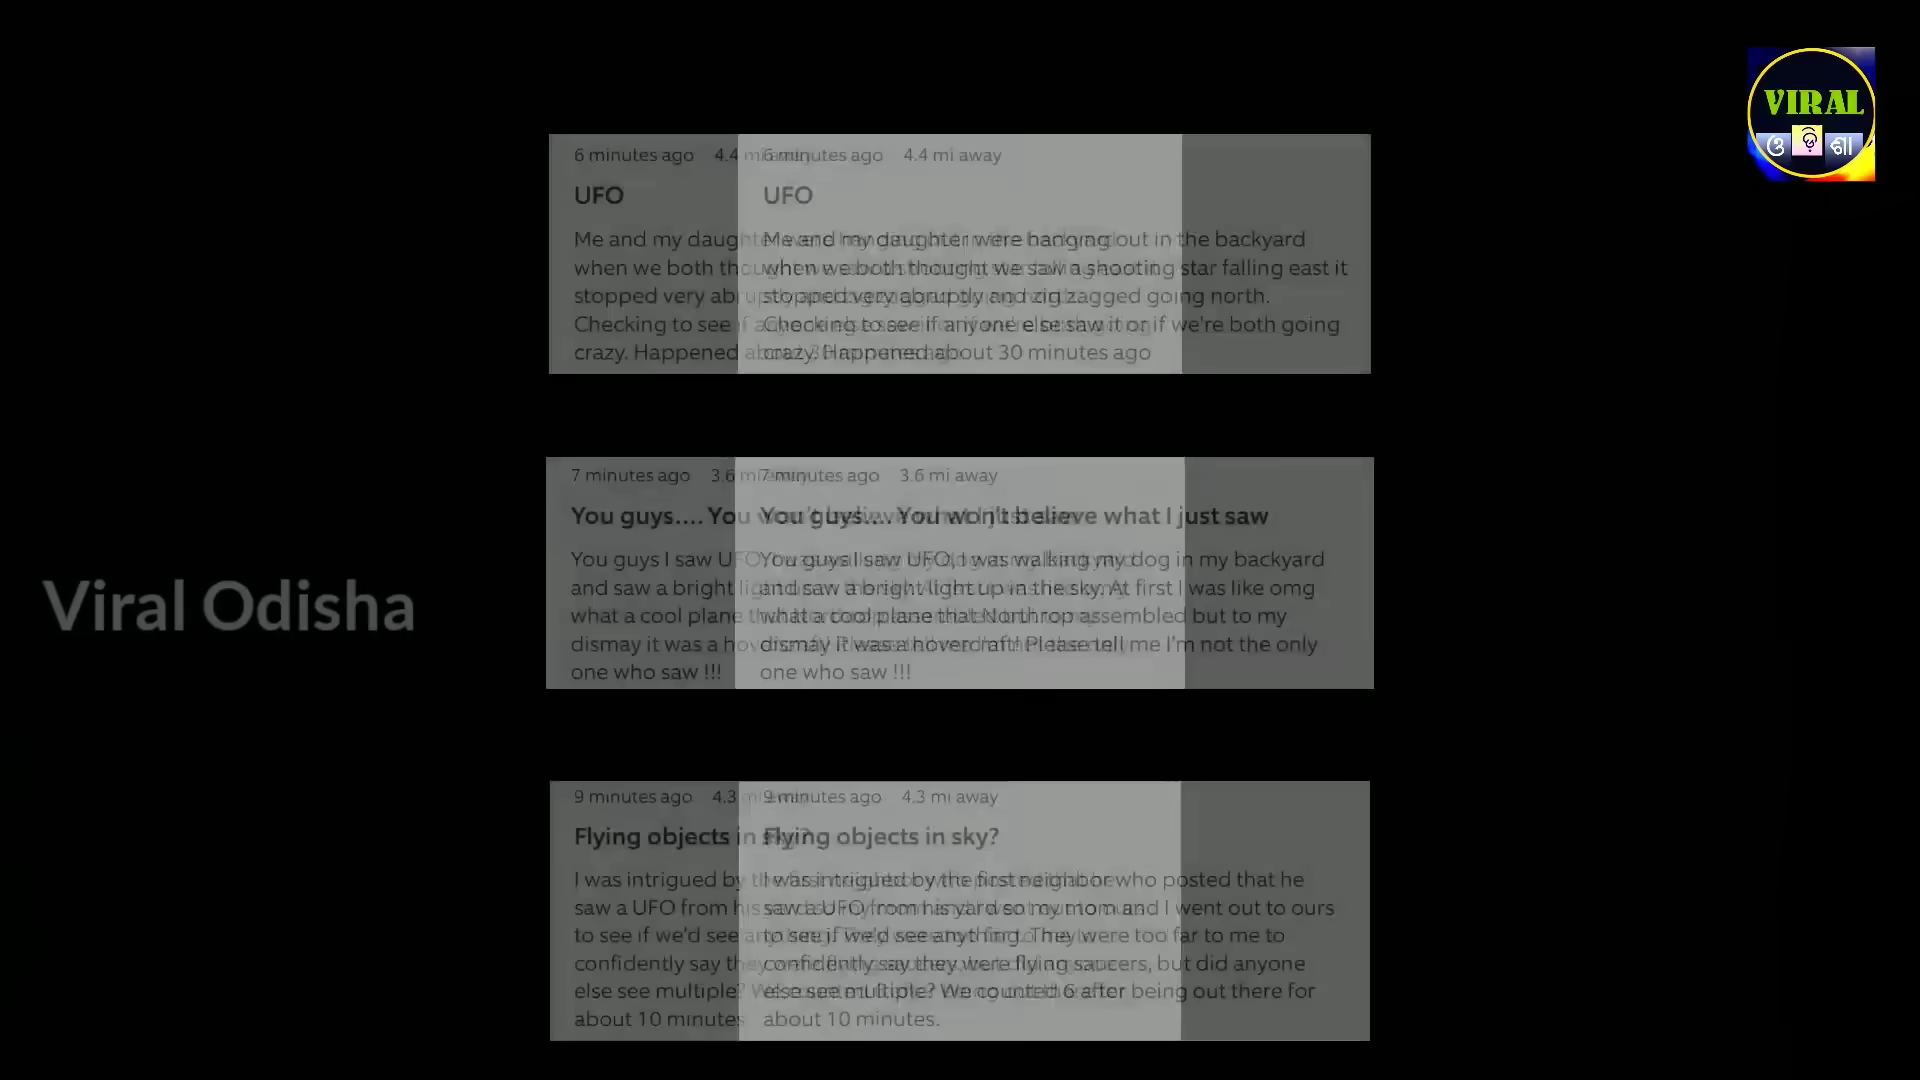 VIRAL
ଓଡ଼ିଶା
6 minutes ago 4.4 mi away
UFO
Me and my daughter were hanging out in the backyard
when we both thought we saw a shooting star falling east it
stopped very abruptly and zig zagged going north.
Checking to see if anyone else saw it or if we're both going
crazy. Happened about 30 minutes ago
7 minutes ago 3.6 mi away
You guys.... You won't believe what I just saw
You guys I saw UFO, I was walking my dog in my backyard
and saw a bright light up in the sky. At first I was like omg
what a cool plane that Northrop assembled but to my
dismay it was a hovercraft! Please tell me I'm not the only
one who saw !!!
Viral Odisha
9 minutes ago 4.3 mi away
Flying objects in sky?
I was intrigued by the first neighbor who posted that he
saw a UFO from his yard so my mom and I went out to ours
to see if we'd see anything. They were too far to me to
confidently say they were flying saucers, but did anyone
else see multiple? We counted 6 after being out there for
about 10 minutes.